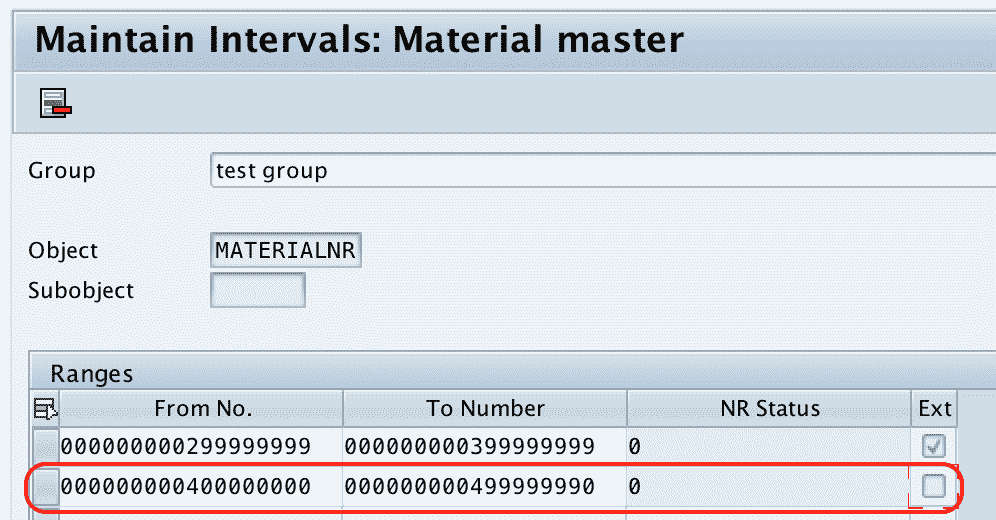 Maintain Intervals: Material master
Group test group
Object MATERIALNR
Subobject
Ranges
From No. To Number NR Status Ext
000000000299999999 000000000399999999 0
000000000400000000 000000000499999990 0